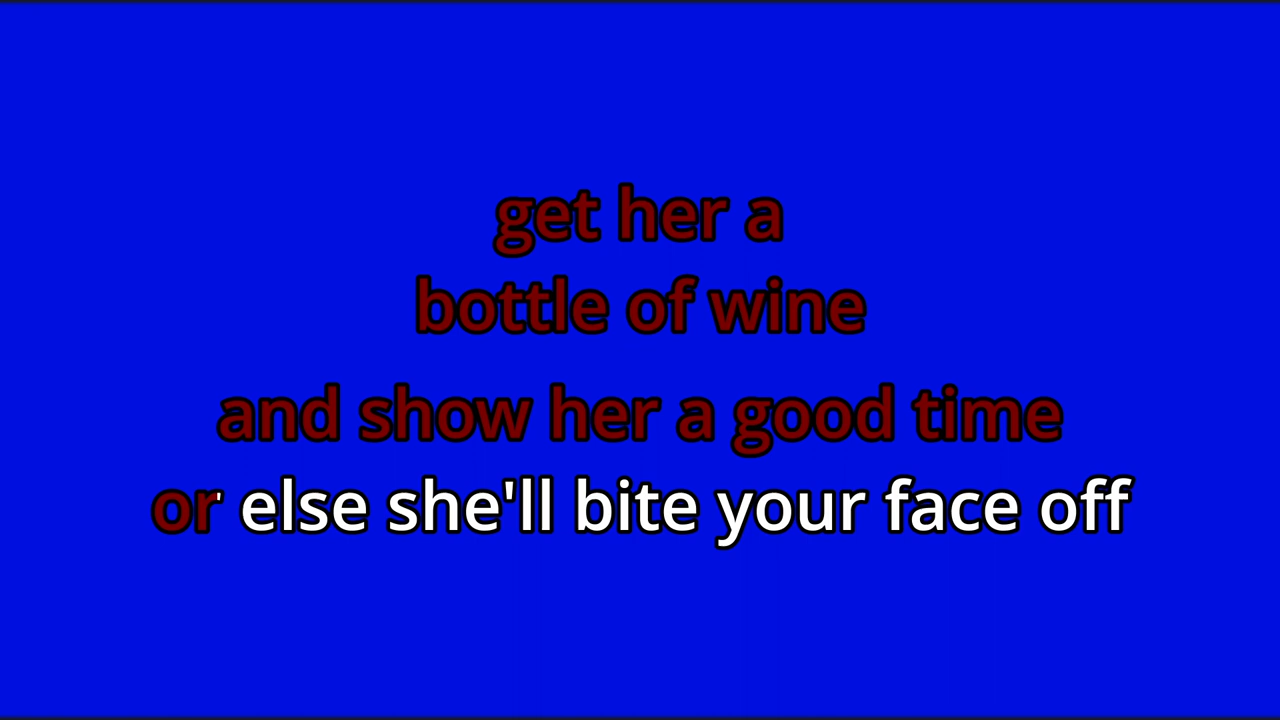 get her a
bottle of wine
and show her a good time
or else she'll bite your face off